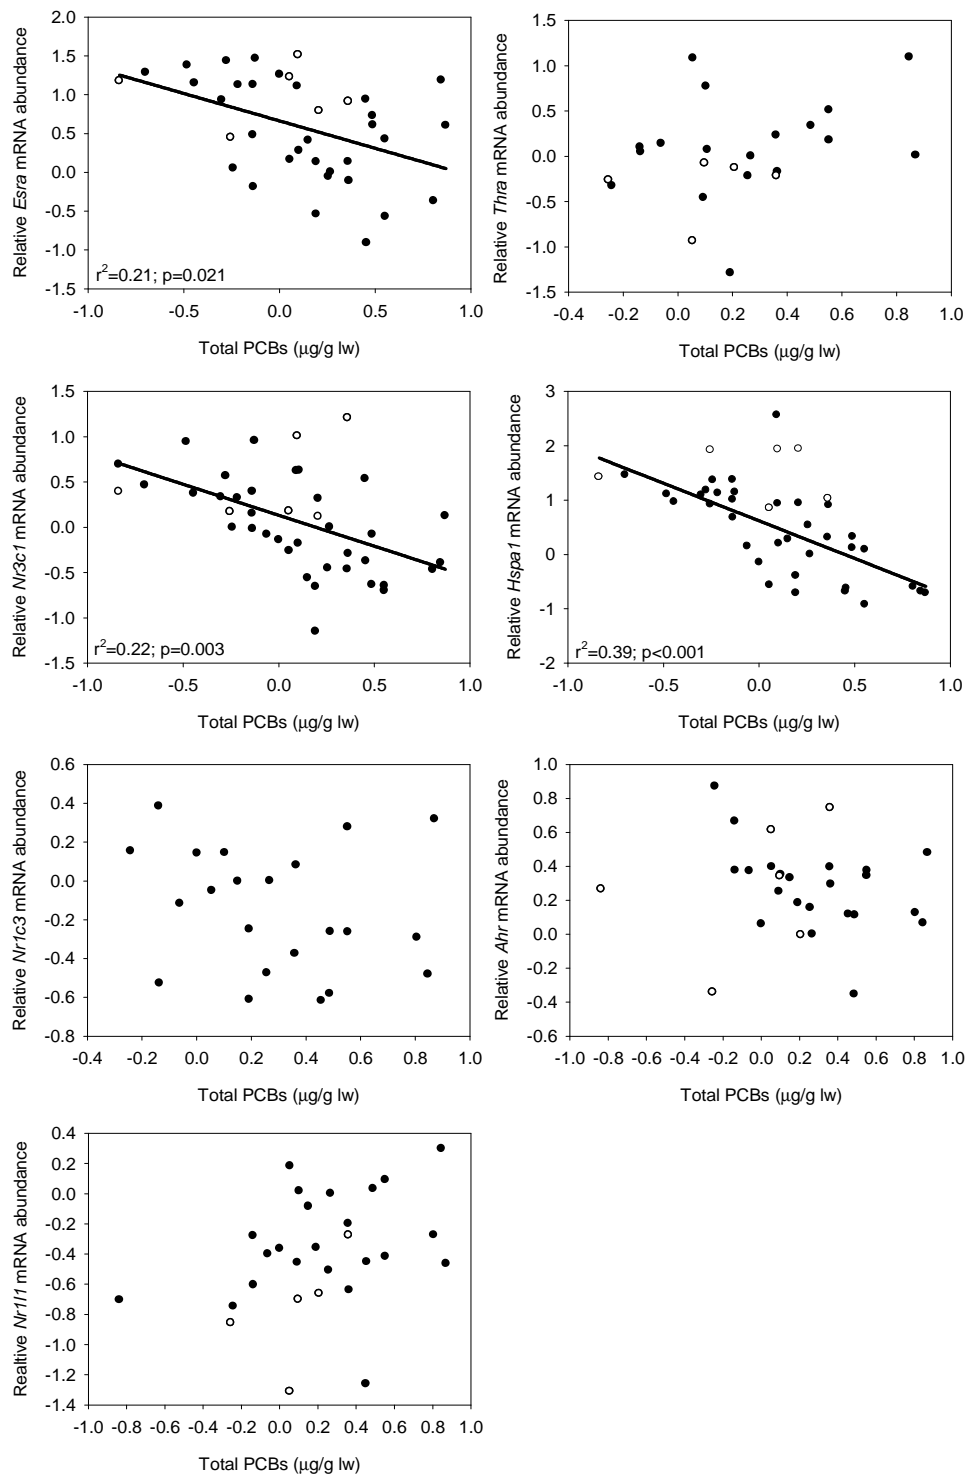 2.0
1.5
1.0
0.5
0.0
-0.5
-1.0
-1.5
Relative Esra mRNA abundance
r2=0.21; p=0.021
-1.0 -0.5 0.0 0.5 1.0
Total PCBs (µg/g lw)
1.5
1.0
0.5
0.0
-0.5
-1.0
-1.5
Relative Thra mRNA abundance
-0.4 -0.2 0.0 0.2 0.4 0.6 0.8 1.0
Total PCBs (µg/g lw)
1.5
1.0
0.5
0.0
-0.5
-1.0
-1.5
Relative Nr3c1 mRNA abundance
r2=0.22; p=0.003
-1.0 -0.5 0.0 0.5 1.0
Total PCBs (µg/g lw)
3
2
1
0
-1
-2
Relative Hspa1 mRNA abundance
r2=0.39; p<0.001
-1.0 -0.5 0.0 0.5 1.0
Total PCBs (µg/g lw)
0.6
0.4
0.2
0.0
-0.2
-0.4
-0.6
-0.8
Relative Nr1c3 mRNA abundance
-0.4 -0.2 0.0 0.2 0.4 0.6 0.8 1.0
Total PCBs (µg/g lw)
1.0
0.8
0.6
0.4
0.2
0.0
-0.2
-0.4
-0.6
Relative Ahr mRNA abundance
-1.0 -0.8 -0.6 -0.4 -0.2 0.0 0.2 0.4 0.6 0.8 1.0
Total PCBs (µg/g lw)
0.4
0.2
0.0
-0.2
-0.4
-0.6
-0.8
-1.0
-1.2
-1.4
Realtive Nr1l1 mRNA abundance
-1.0 -0.8 -0.6 -0.4 -0.2 0.0 0.2 0.4 0.6 0.8 1.0
Total PCBs (µg/g lw)